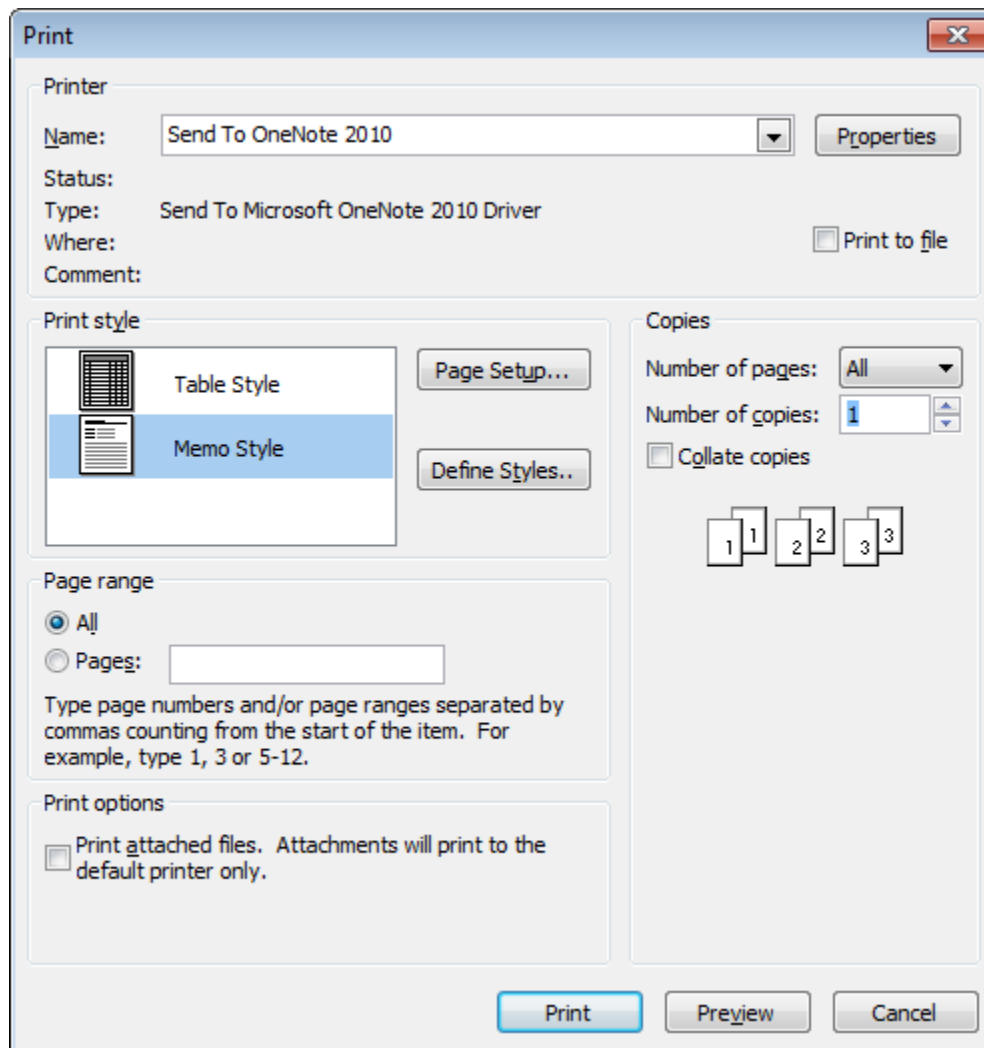 Print
Printer
Name:
Send To OneNote 2010
Properties
Status:
Type:
Send To Microsoft OneNote 2010 Driver
Where:
Print to file
Comment:
Print style
Table Style
Memo Style
Page Setup...
Define Styles..
Copies
Number of pages:
All
Number of copies:
1
Collate copies
1 1 2 2 3 3
Page range
All
Pages:
Type page numbers and/or page ranges separated by
commas counting from the start of the item.  For
example, type 1, 3 or 5-12.
Print options
Print attached files.  Attachments will print to the
default printer only.
Print
Preview
Cancel